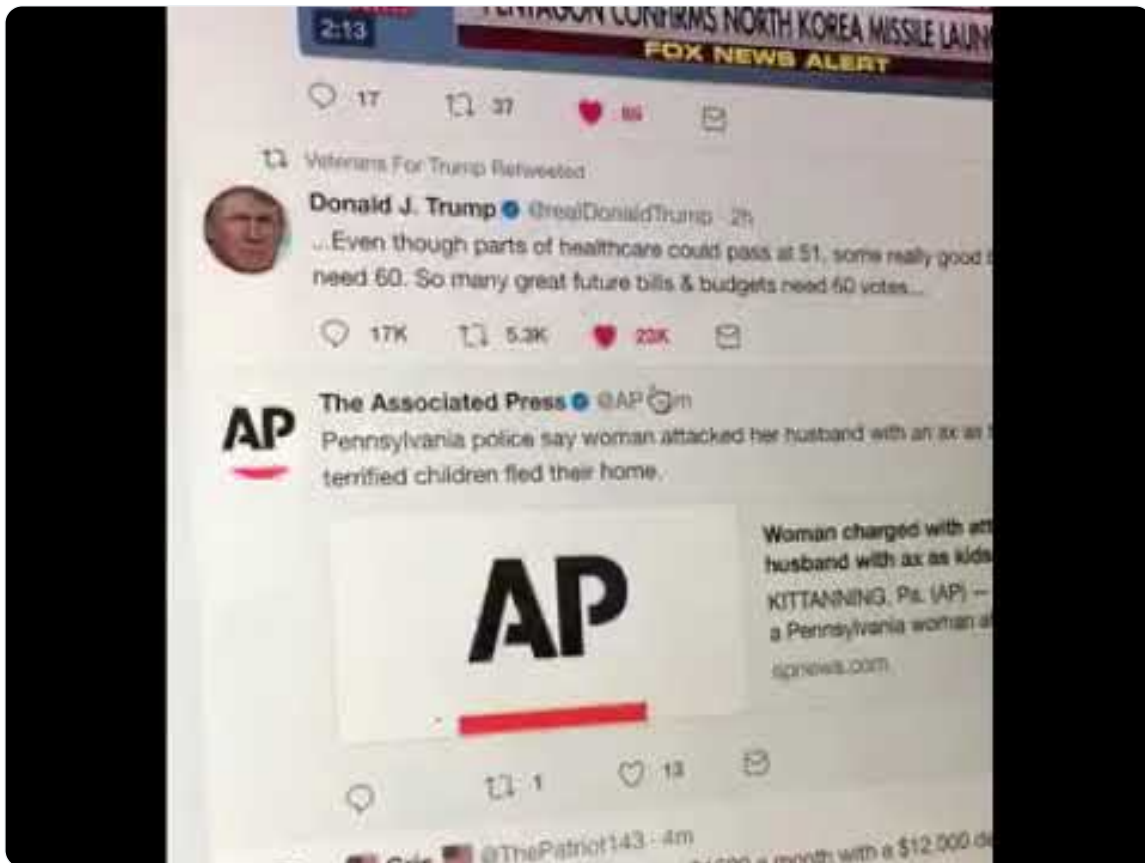 PENTAGON CONFIRMS NORTH KOREA MISSILE LAUN
2:13
FOX NEWS ALERT
17 37
Veterans For Trump Retweeted
Donald J. Trump @realDonaldTrump · 2h
...Even though parts of healthcare could pass at 51, some really good
need 60. So many great future bills & budgets need 60 votes...
17K 5.3K 23K
The Associated Press @AP m
AP
Pennsylvania police say woman attacked her husband with an ax as
terrified children fled their home.
AP
Woman charged with att
husband with ax as kids
KITTANNING, Pa. (AP) —
a Pennsylvania woman
apnews.com
1 13
@ThePatriot143 · 4m
a month with a $12,000 de